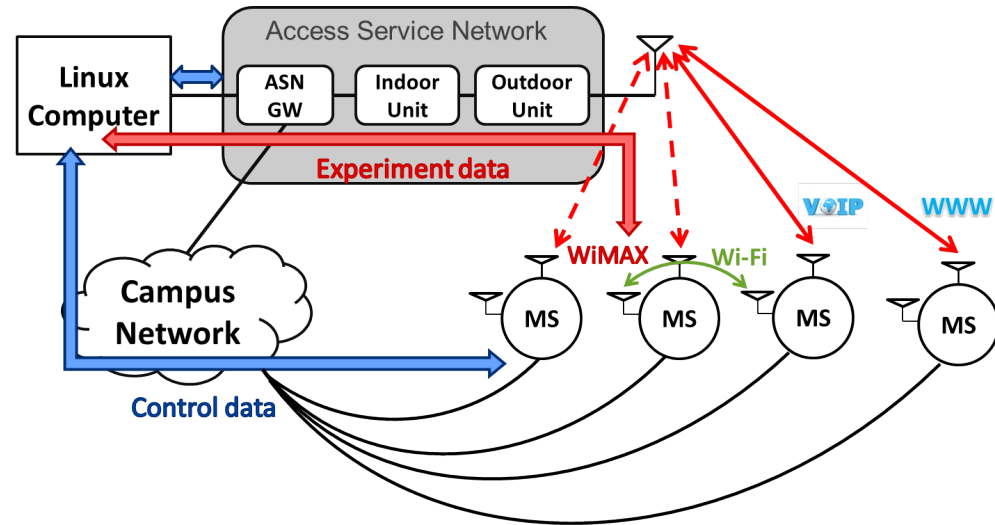 Access Service Network
Linux
Computer
ASN
GW
Indoor
Unit
Outdoor
Unit
Experiment data
VOIP
WWW
WiMAX
Wi-Fi
Campus
Network
MS
MS
MS
MS
Control data